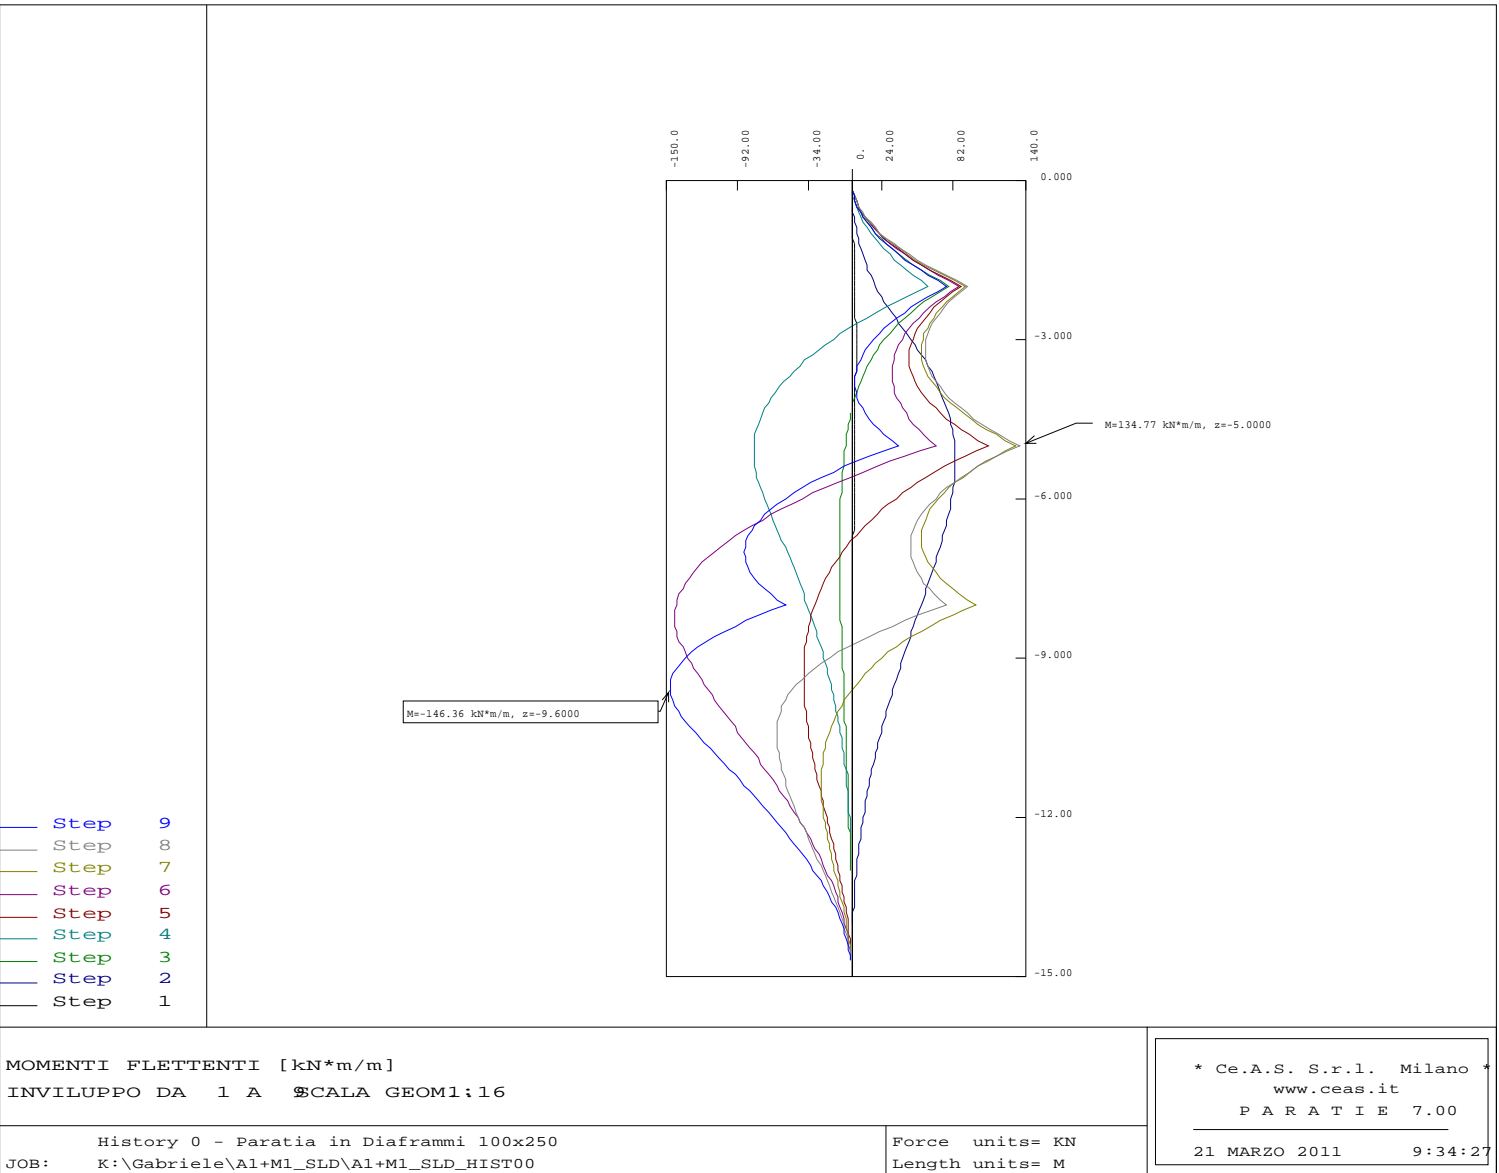 -150.0
-92.00
-34.00
0.
24.00
82.00
140.0
0.000
-3.000
M=134.77 kN*m/m, z=-5.0000
-6.000
-9.000
M=-146.36 kN*m/m, z=-9.6000
-12.00
-15.00
Step 9
Step 8
Step 7
Step 6
Step 5
Step 4
Step 3
Step 2
Step 1
MOMENTI FLETTENTI [kN*m/m]
INVILUPPO DA 1 A 9 SCALA GEOM 1:16
History 0 - Paratia in Diaframmi 100x250
JOB: K:\Gabriele\A1+M1_SLD\A1+M1_SLD_HIST00
Force units= KN
Length units= M
* Ce.A.S. S.r.l. Milano *
www.ceas.it
P A R A T I E 7.00
21 MARZO 2011 9:34:27